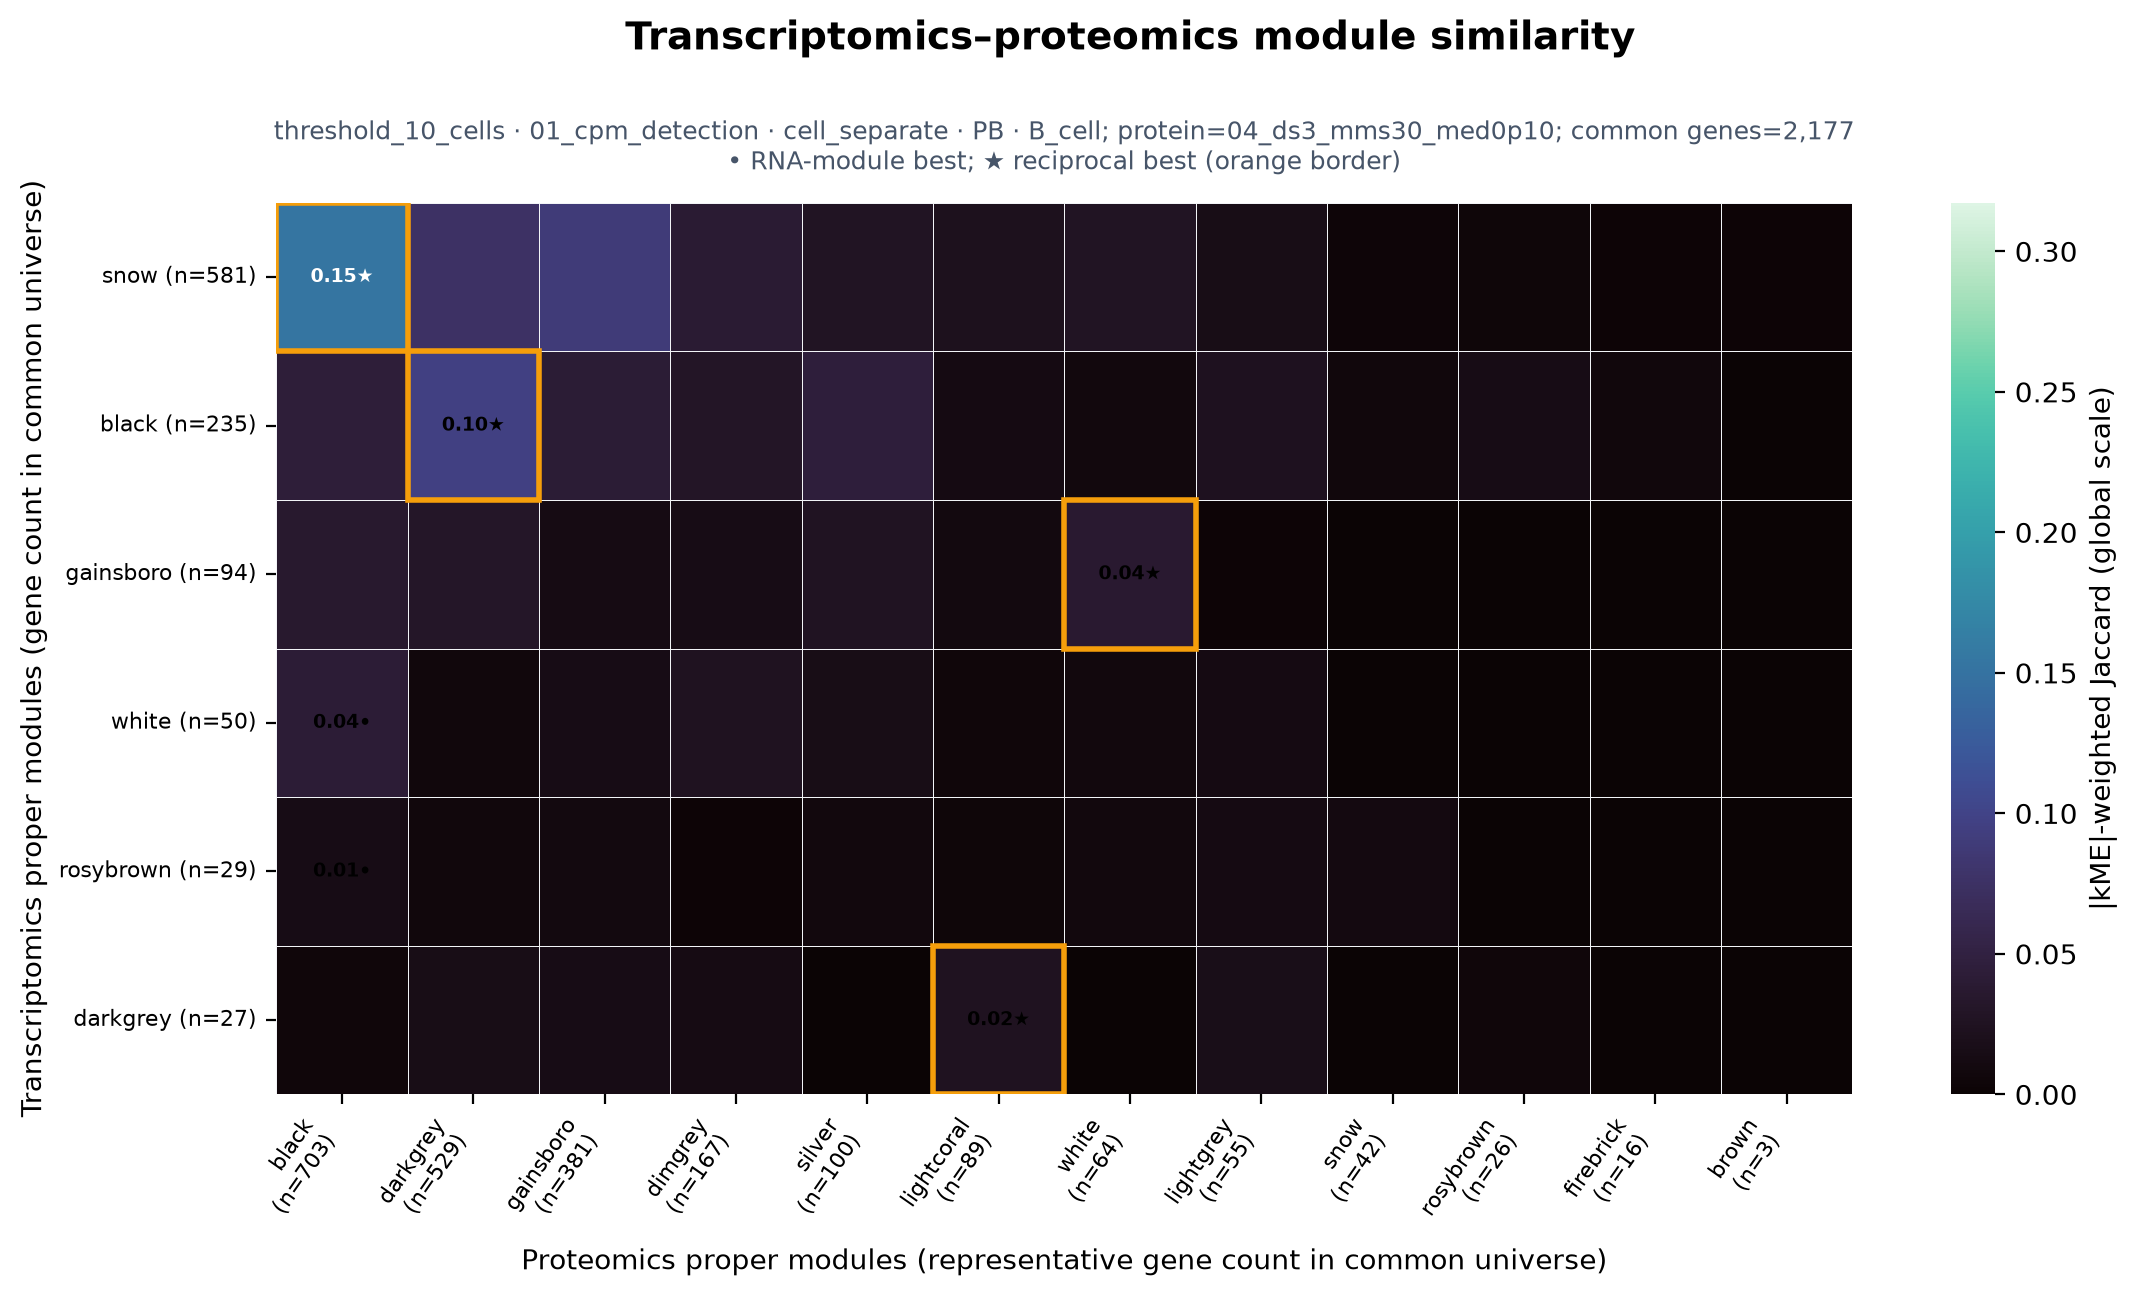 Transcriptomics–proteomics module similarity
threshold_10_cells · 01_cpm_detection · cell_separate · PB · B_cell; protein=04_ds3_mms30_med0p10; common genes=2,177
• RNA-module best; ★ reciprocal best (orange border)
Transcriptomics proper modules (gene count in common universe)
snow (n=581)
black (n=235)
gainsboro (n=94)
white (n=50)
rosybrown (n=29)
darkgrey (n=27)
0.15★
0.10★
0.04★
0.04•
0.01•
0.02★
black
(n=703)
darkgrey
(n=529)
gainsboro
(n=381)
dimgrey
(n=167)
silver
(n=100)
lightcoral
(n=89)
white
(n=64)
lightgrey
(n=55)
snow
(n=42)
rosybrown
(n=26)
firebrick
(n=16)
brown
(n=3)
Proteomics proper modules (representative gene count in common universe)
0.30
0.25
0.20
0.15
0.10
0.05
0.00
|kME|-weighted Jaccard (global scale)